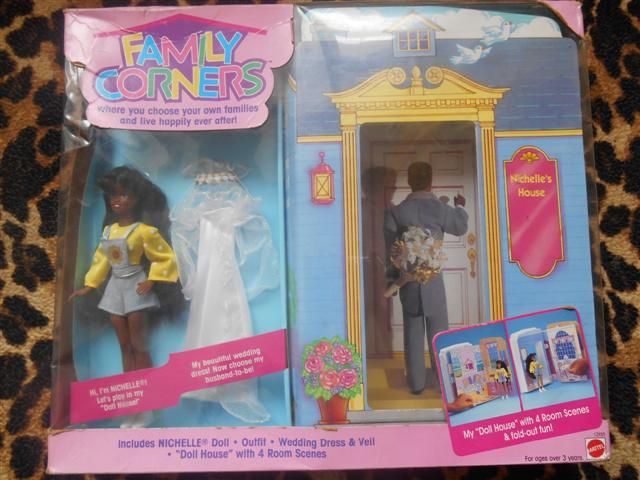 FAMILY
CORNERS™
Where you choose your own families
and live happily ever after!
Nichelle's
House
My beautiful wedding
dress! Now choose my
husband-to-be!
Hi, I'm NICHELLE®!
Let's play in my
"Doll House!"
My "Doll House" with 4 Room Scenes
& fold-out fun!
Includes NICHELLE® Doll • Outfit • Wedding Dress & Veil
• "Doll House" with 4 Room Scenes
For ages over 3 years.
MATTEL